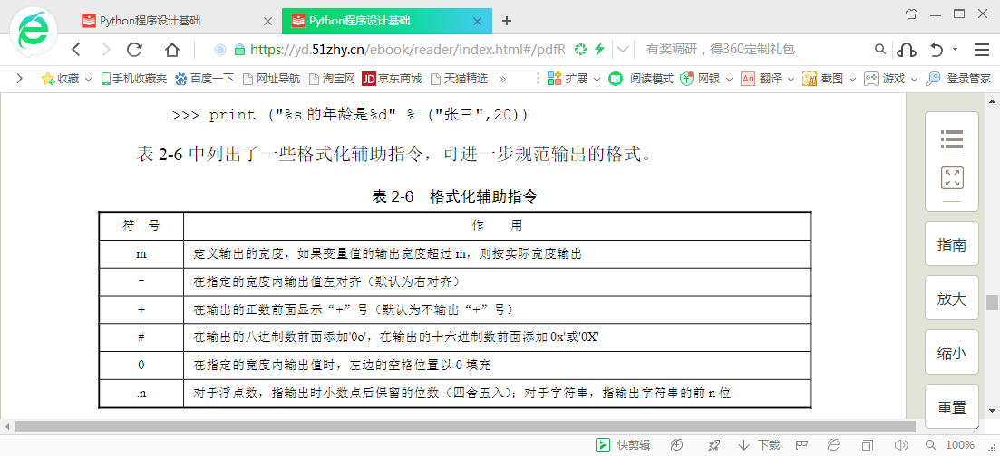 Python程序设计基础
Python程序设计基础
https://yd.51zhy.cn/ebook/reader/index.html#/pdfR
有奖调研，得360定制礼包
收藏 手机收藏夹 百度一下 网址导航 淘宝网 JD 京东商城 天猫精选 » 扩展 阅读模式 ¥ 网银 Aa 翻译 截图 游戏 登录管家
>>> print ("%s的年龄是%d" % ("张三",20))
表 2-6 中列出了一些格式化辅助指令，可进一步规范输出的格式。
表 2-6 格式化辅助指令
符 号 作 用
m 定义输出的宽度，如果变量值的输出宽度超过 m，则按实际宽度输出
- 在指定的宽度内输出值左对齐（默认为右对齐）
+ 在输出的正数前面显示“+”号（默认为不输出“+”号）
# 在输出的八进制数前面添加'0o'，在输出的十六进制数前面添加'0x'或'0X'
0 在指定的宽度内输出值时，左边的空格位置以 0 填充
.n 对于浮点数，指输出时小数点后保留的位数（四舍五入）；对于字符串，指输出字符串的前 n 位
指南
放大
缩小
重置
快剪辑 下载 100%